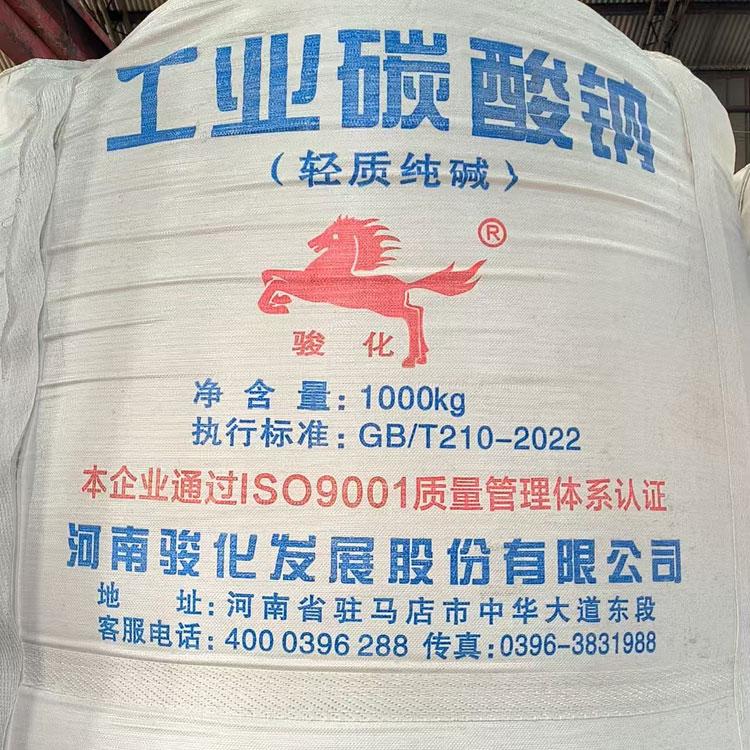 工业碳酸钠
（轻质纯碱）
®
骏化
净含量：1000kg
执行标准：GB/T210-2022
本企业通过ISO9001质量管理体系认证
河南骏化发展股份有限公司
地址：河南省驻马店市中华大道东段
客服电话：400 0396 288 传真：0396-3831988